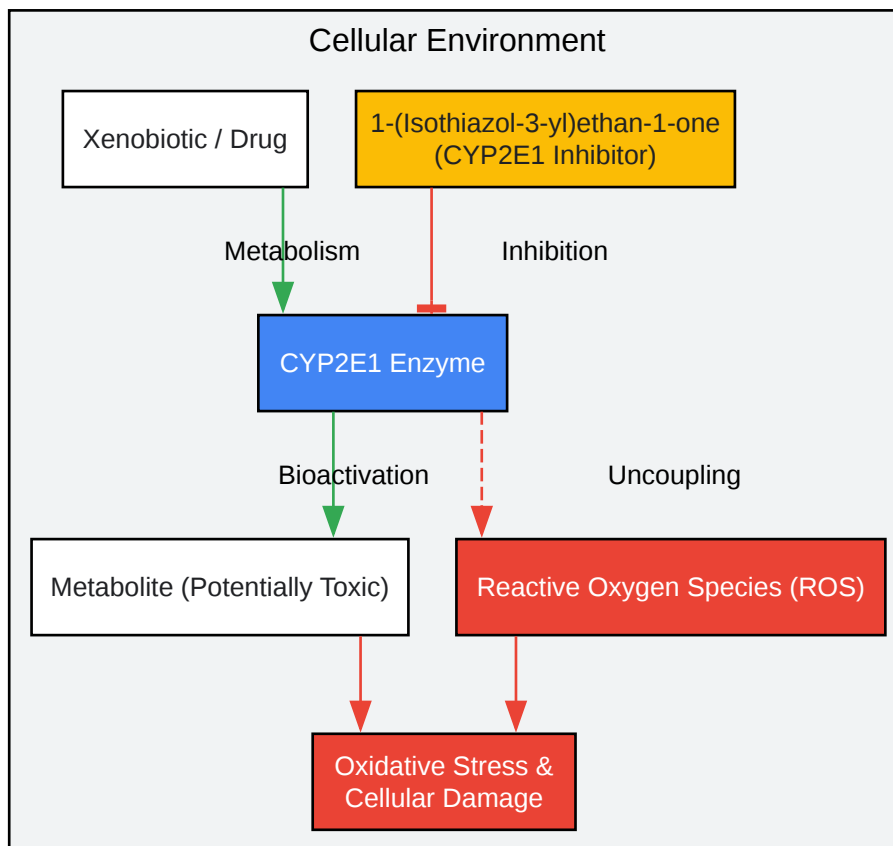 Cellular Environment
Xenobiotic / Drug
1-(Isothiazol-3-yl)ethan-1-one
(CYP2E1 Inhibitor)
Metabolism
Inhibition
CYP2E1 Enzyme
Bioactivation
Uncoupling
Metabolite (Potentially Toxic)
Reactive Oxygen Species (ROS)
Oxidative Stress &
Cellular Damage